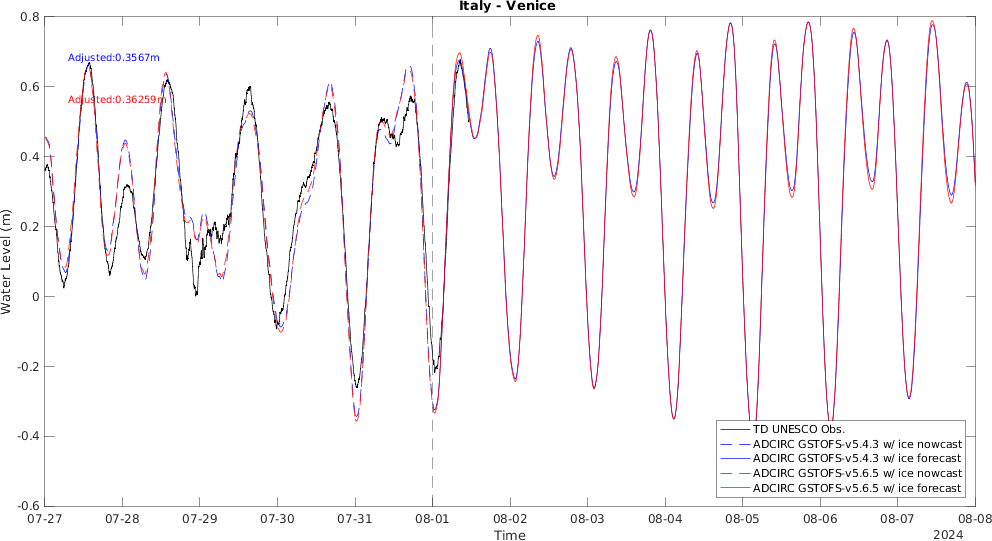 Italy - Venice
Adjusted:0.3567m
Adjusted:0.36259m
Water Level (m)
0.8
0.6
0.4
0.2
0
-0.2
-0.4
-0.6
TD UNESCO Obs.
ADCIRC GSTOFS-v5.4.3 w/ ice nowcast
ADCIRC GSTOFS-v5.4.3 w/ ice forecast
ADCIRC GSTOFS-v5.6.5 w/ ice nowcast
ADCIRC GSTOFS-v5.6.5 w/ ice forecast
07-27 07-28 07-29 07-30 07-31 08-01 08-02 08-03 08-04 08-05 08-06 08-07 08-08
Time
2024